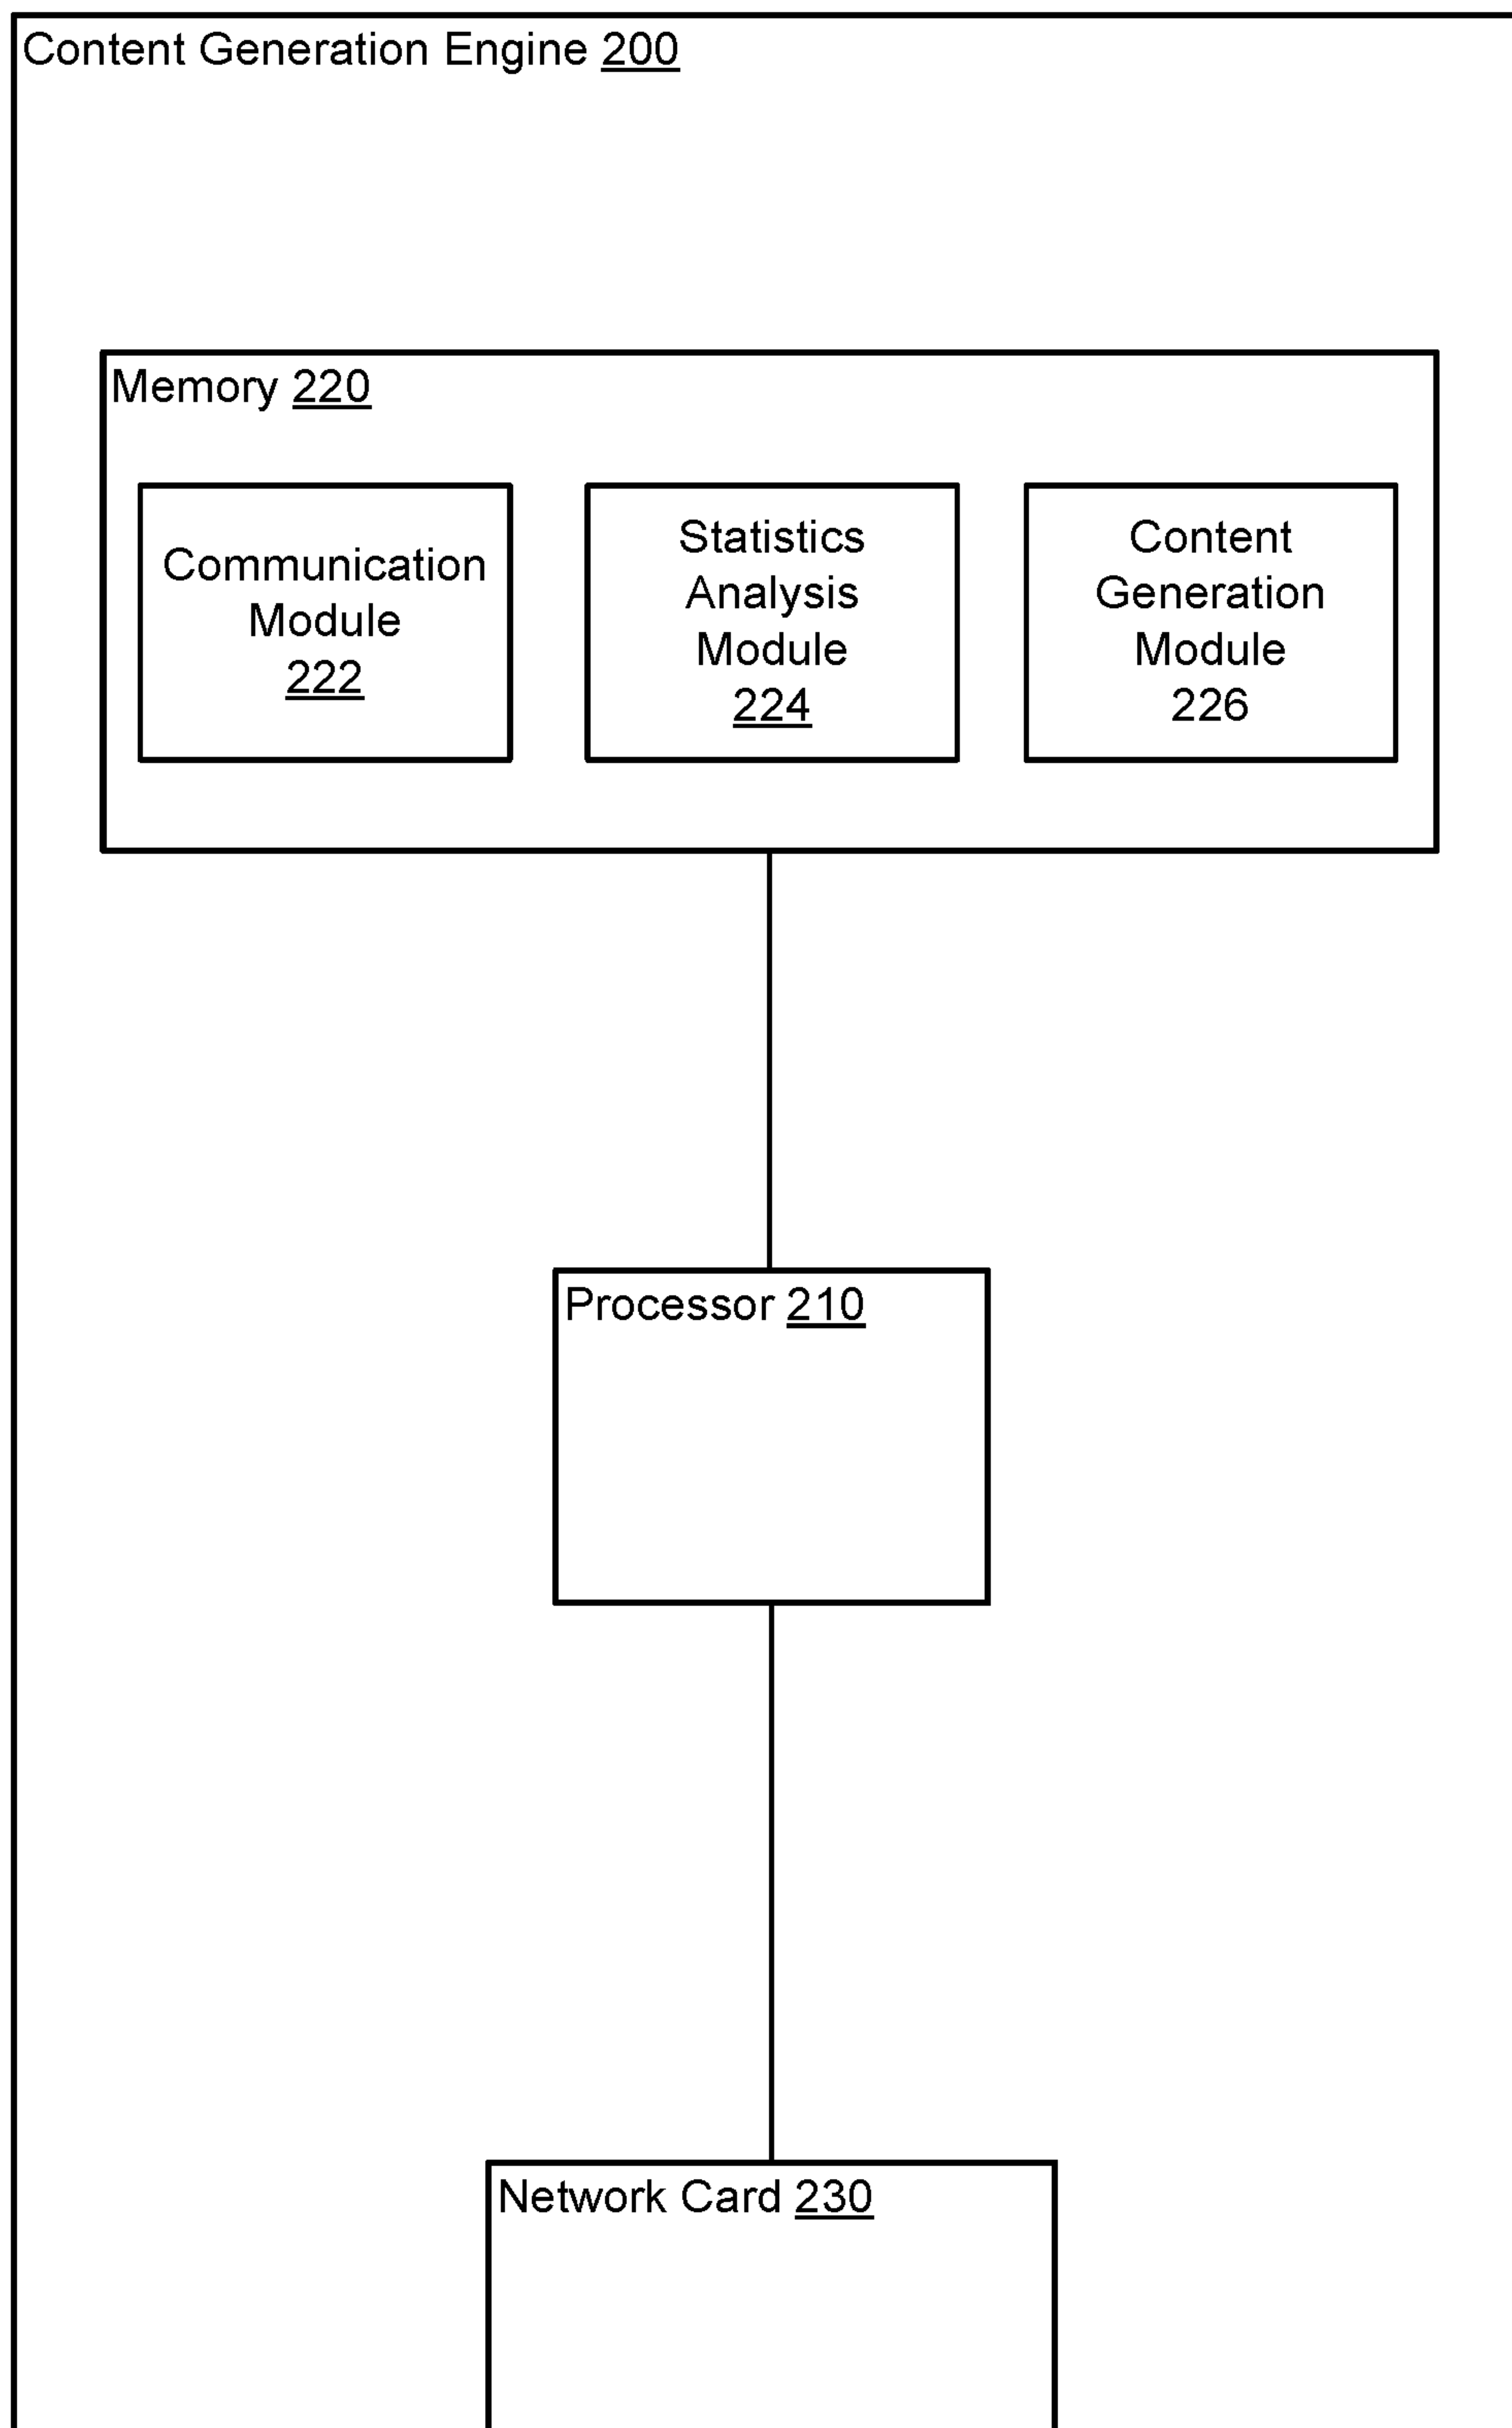 Content Generation Engine 200
Memory 220
Communication
Module
222
Statistics
Analysis
Module
224
Content
Generation
Module
226
Processor 210
Network Card 230